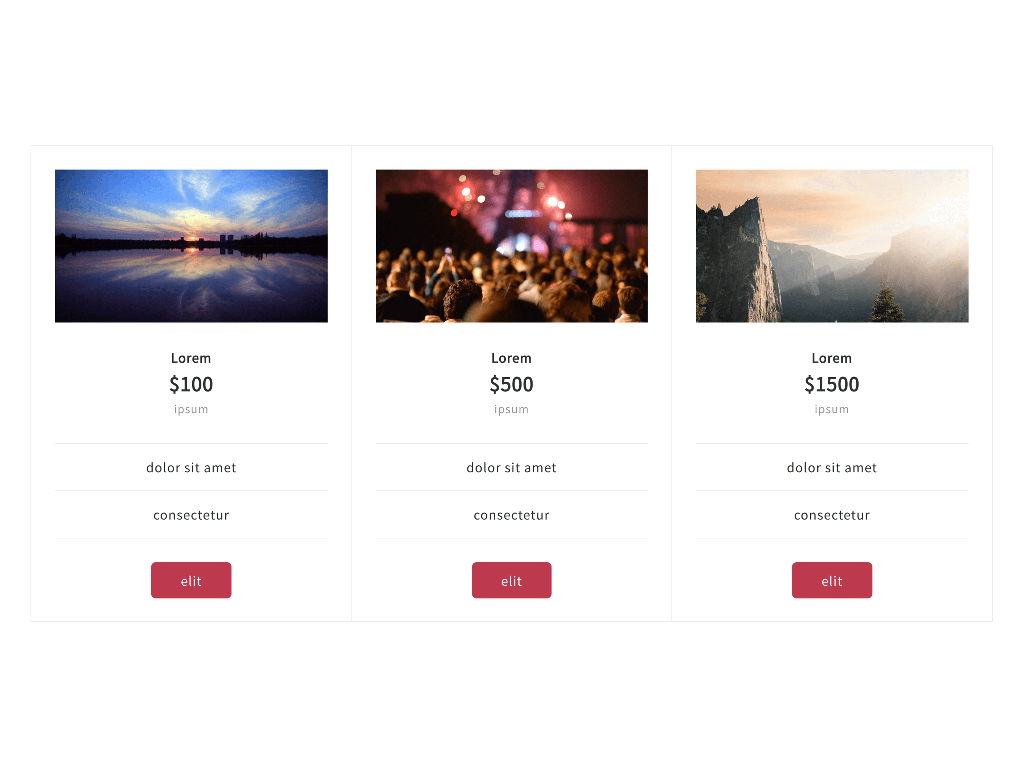 Lorem
$100
ipsum
dolor sit amet
consectetur
elit
Lorem
$500
ipsum
dolor sit amet
consectetur
elit
Lorem
$1500
ipsum
dolor sit amet
consectetur
elit